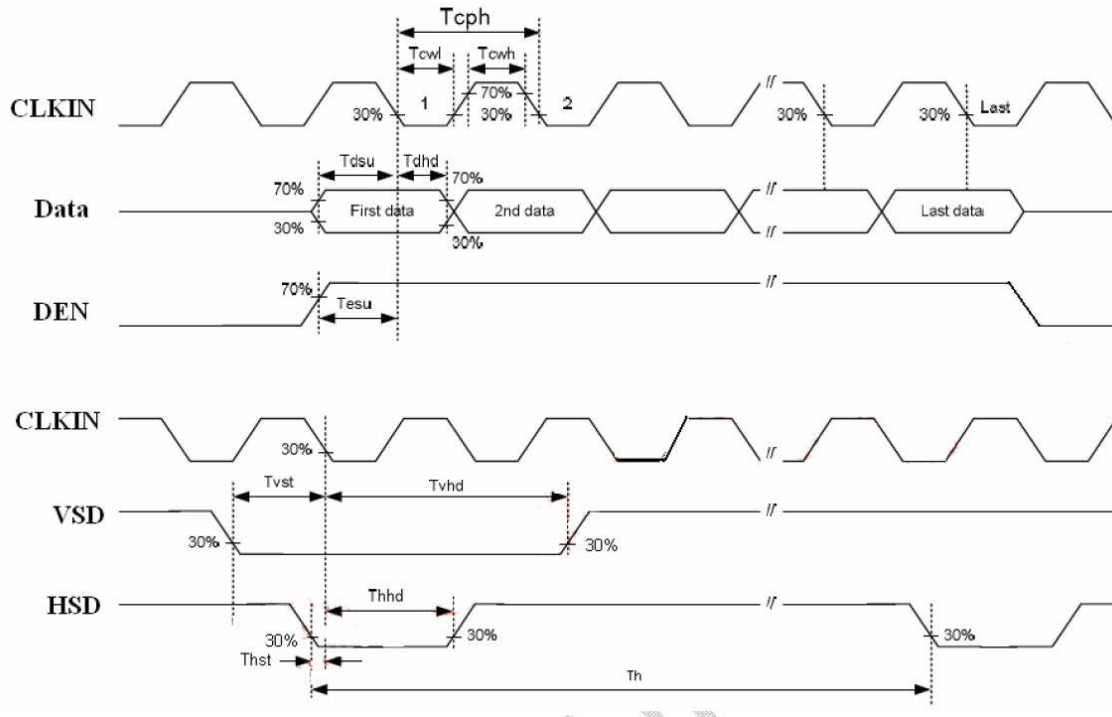 Tcph
Tcwl Tcwh
CLKIN 30% 1 70% 30% 2 // 30% 30% Last
Tdsu Tdhd
70% 70%
Data First data 2nd data // Last data
30% 30%
70% //
DEN Tesu
CLKIN 30% //
Tvst Tvhd
VSD //
30% 30%
HSD Thhd //
30% 30% 30%
Thst
Th